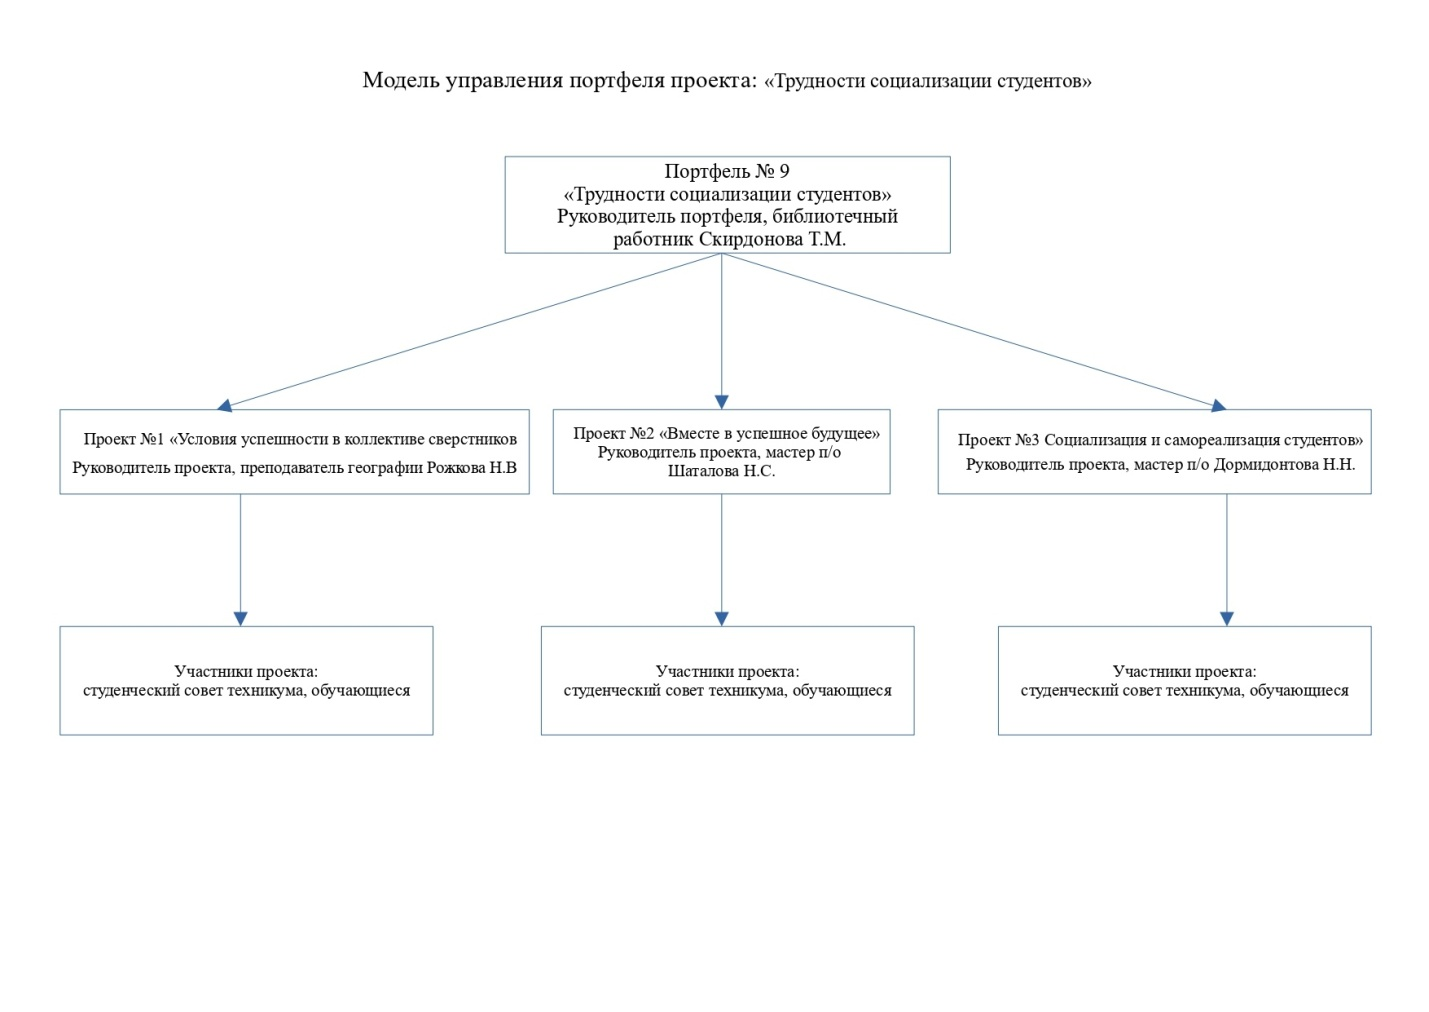 Модель управления портфеля проекта: «Трудности социализации студентов»
Портфель № 9
«Трудности социализации студентов»
Руководитель портфеля, библиотечный
работник Скирдонова Т.М.
Проект №1 «Условия успешности в коллективе сверстников
Руководитель проекта, преподаватель географии Рожкова Н.В
Проект №2 «Вместе в успешное будущее»
Руководитель проекта, мастер п/о
Шаталова Н.С.
Проект №3 Социализация и самореализация студентов»
Руководитель проекта, мастер п/о Дормидонтова Н.Н.
Участники проекта:
студенческий совет техникума, обучающиеся
Участники проекта:
студенческий совет техникума, обучающиеся
Участники проекта:
студенческий совет техникума, обучающиеся